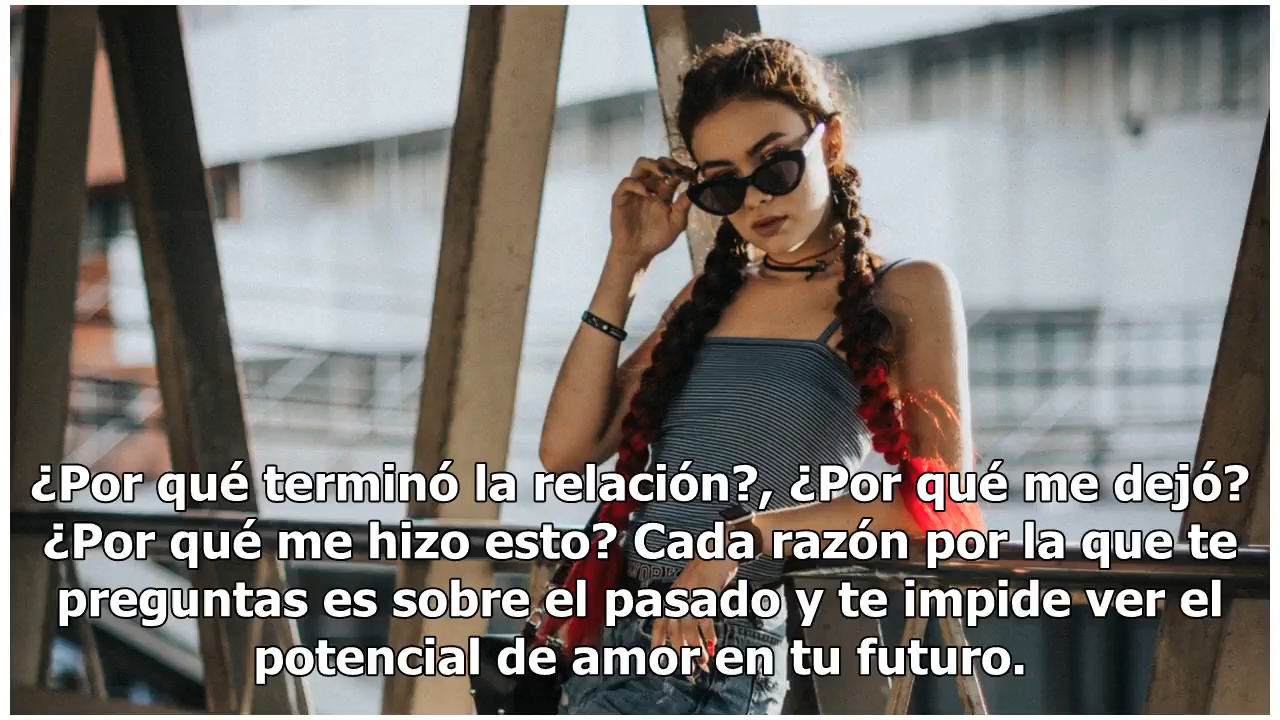 ¿Por qué terminó la relación?, ¿Por qué me dejó?
¿Por qué me hizo esto? Cada razón por la que te
preguntas es sobre el pasado y te impide ver el
potencial de amor en tu futuro.